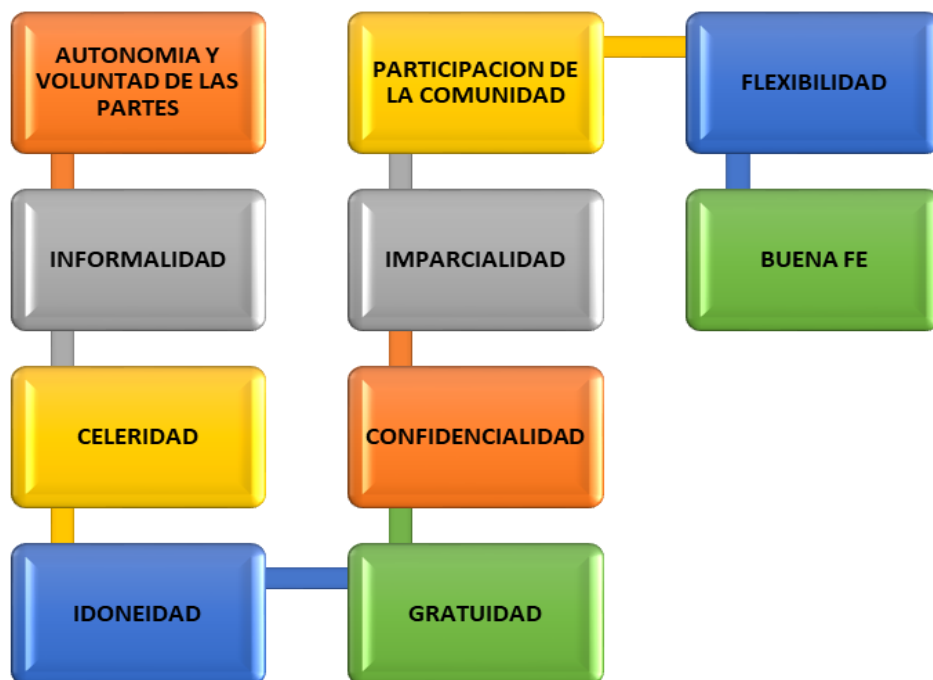 AUTONOMIA Y
VOLUNTAD DE LAS
PARTES
INFORMALIDAD
CELERIDAD
IDONEIDAD
GRATUIDAD
CONFIDENCIALIDAD
IMPARCIALIDAD
PARTICIPACION DE
LA COMUNIDAD
FLEXIBILIDAD
BUENA FE